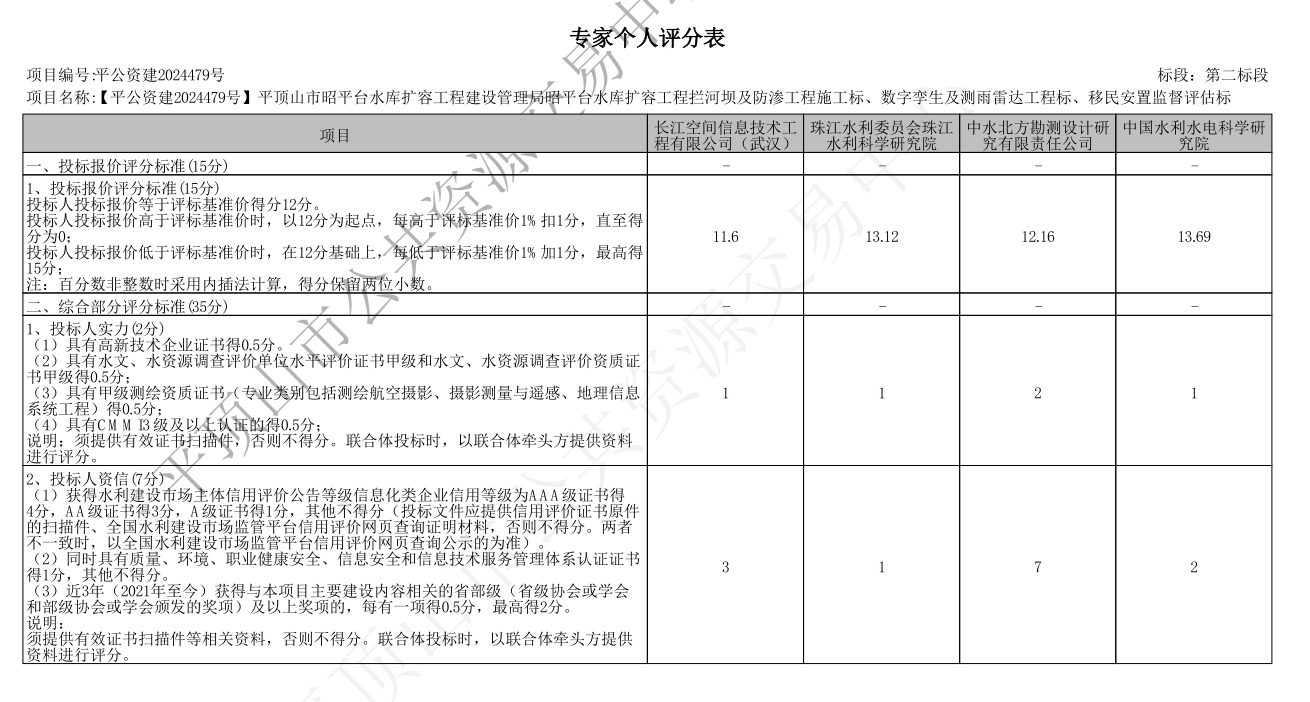 专家个人评分表
项目编号:平公资建2024479号
标段：第二标段
项目名称:【平公资建2024479号】平顶山市昭平台水库扩容工程建设管理局昭平台水库扩容工程拦河坝及防渗工程施工标、数字孪生及测雨雷达工程标、移民安置监督评估标
项目
长江空间信息技术工
程有限公司（武汉）
珠江水利委员会珠江
水利科学研究院
中水北方勘测设计研
究有限责任公司
中国水利水电科学研
究院
一、投标报价评分标准(15分)
－ － － －
1、投标报价评分标准(15分)
投标人投标报价等于评标基准价得分12分。
投标人投标报价高于评标基准价时，以12分为起点，每高于评标基准价1% 扣1分，直至得
分为0；
投标人投标报价低于评标基准价时，在12分基础上，每低于评标基准价1% 加1分，最高得
15分；
注：百分数非整数时采用内插法计算，得分保留两位小数。
11.6 13.12 12.16 13.69
二、综合部分评分标准(35分)
－ － － －
1、投标人实力(2分)
（1）具有高新技术企业证书得0.5分。
（2）具有水文、水资源调查评价单位水平评价证书甲级和水文、水资源调查评价资质证
书甲级得0.5分；
（3）具有甲级测绘资质证书（专业类别包括测绘航空摄影、摄影测量与遥感、地理信息
系统工程）得0.5分；
（4）具有CMMI3级及以上认证的得0.5分；
说明：须提供有效证书扫描件，否则不得分。联合体投标时，以联合体牵头方提供资料
进行评分。
1 1 2 1
2、投标人资信(7分)
（1）获得水利建设市场主体信用评价公告等级信息化类企业信用等级为AAA级证书得
4分，AA级证书得3分，A级证书得1分，其他不得分（投标文件应提供信用评价证书原件
的扫描件、全国水利建设市场监管平台信用评价网页查询证明材料，否则不得分。两者
不一致时，以全国水利建设市场监管平台信用评价网页查询公示的为准）。
（2）同时具有质量、环境、职业健康安全、信息安全和信息技术服务管理体系认证证书
得1分，其他不得分。
（3）近3年（2021年至今）获得与本项目主要建设内容相关的省部级（省级协会或学会
和部级协会或学会颁发的奖项）及以上奖项的，每有一项得0.5分，最高得2分。
说明：
须提供有效证书扫描件等相关资料，否则不得分。联合体投标时，以联合体牵头方提供
资料进行评分。
3 1 7 2
平顶山市公共资源交易中
平顶山市公共资源交易中